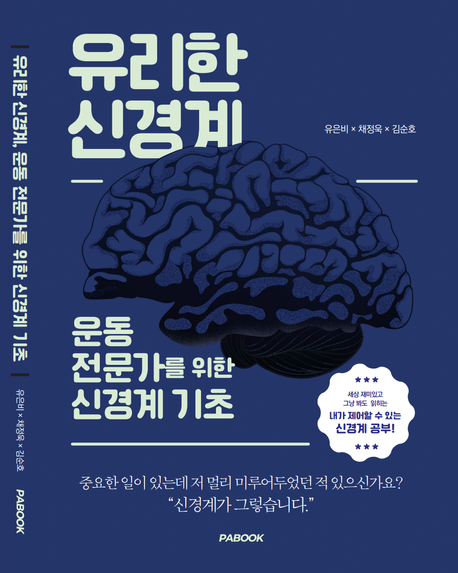 유리한 신경계, 운동 전문가를 위한 신경계 기초
유은비 × 채정욱 × 김순호
PABOOK
유리한
신경계
유은비 × 채정욱 × 김순호
운동
전문가를 위한
신경계 기초
세상 재미있고
그냥 봐도 읽히는
내가 제어할 수 있는
신경계 공부!
중요한 일이 있는데 저 멀리 미루어두었던 적 있으신가요?
“신경계가 그렇습니다.”
PABOOK